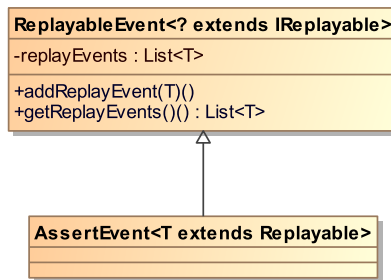 ReplayableEvent<? extends IReplayable>
-replayEvents : List<T>
+addReplayEvent(T)()
+getReplayEvents()() : List<T>
AssertEvent<T extends Replayable>